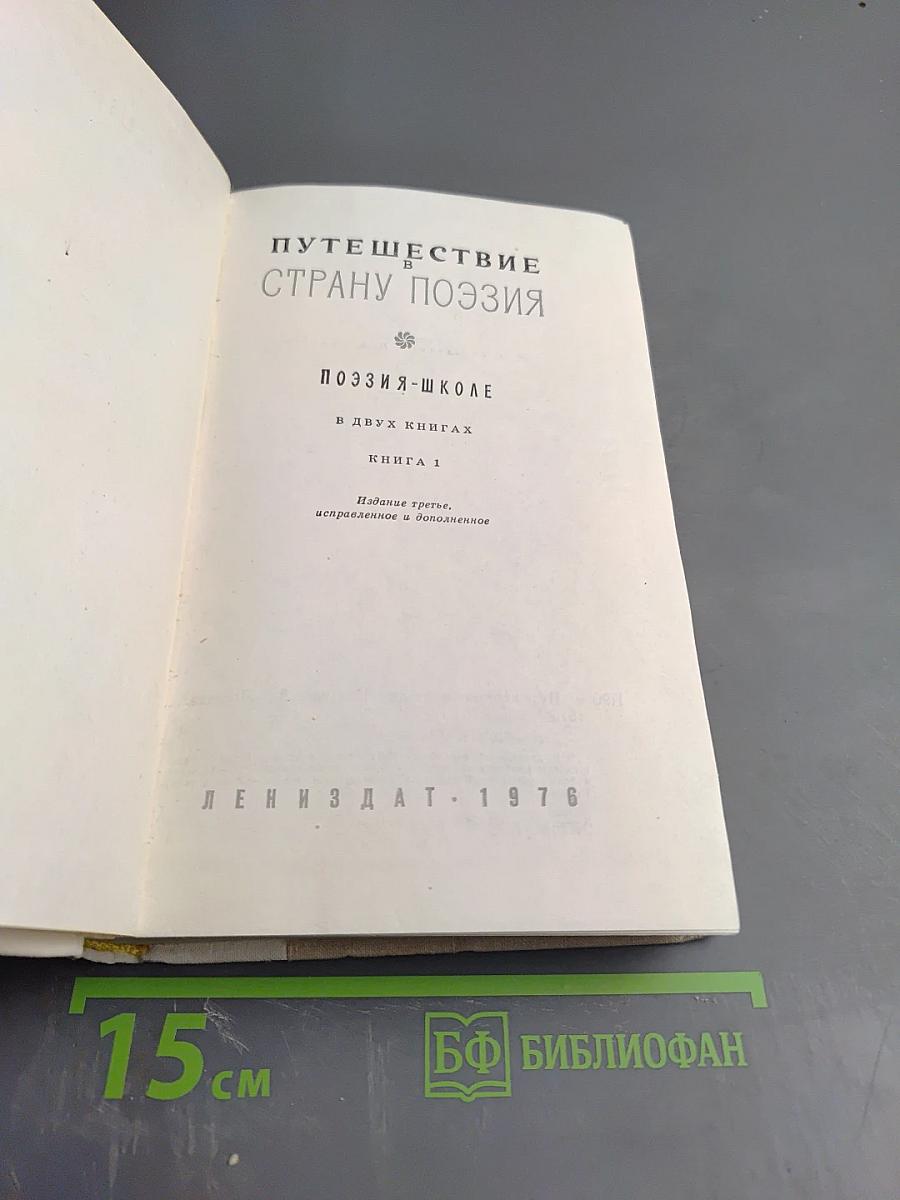 ПУТЕШЕСТВИЕ
В
СТРАНУ ПОЭЗИЯ
ПОЭЗИЯ-ШКОЛЕ
В ДВУХ КНИГАХ
КНИГА 1
Издание третье,
исправленное и дополненное
ЛЕНИЗДАТ · 1976
15 см
БФ БИБЛИОФАН